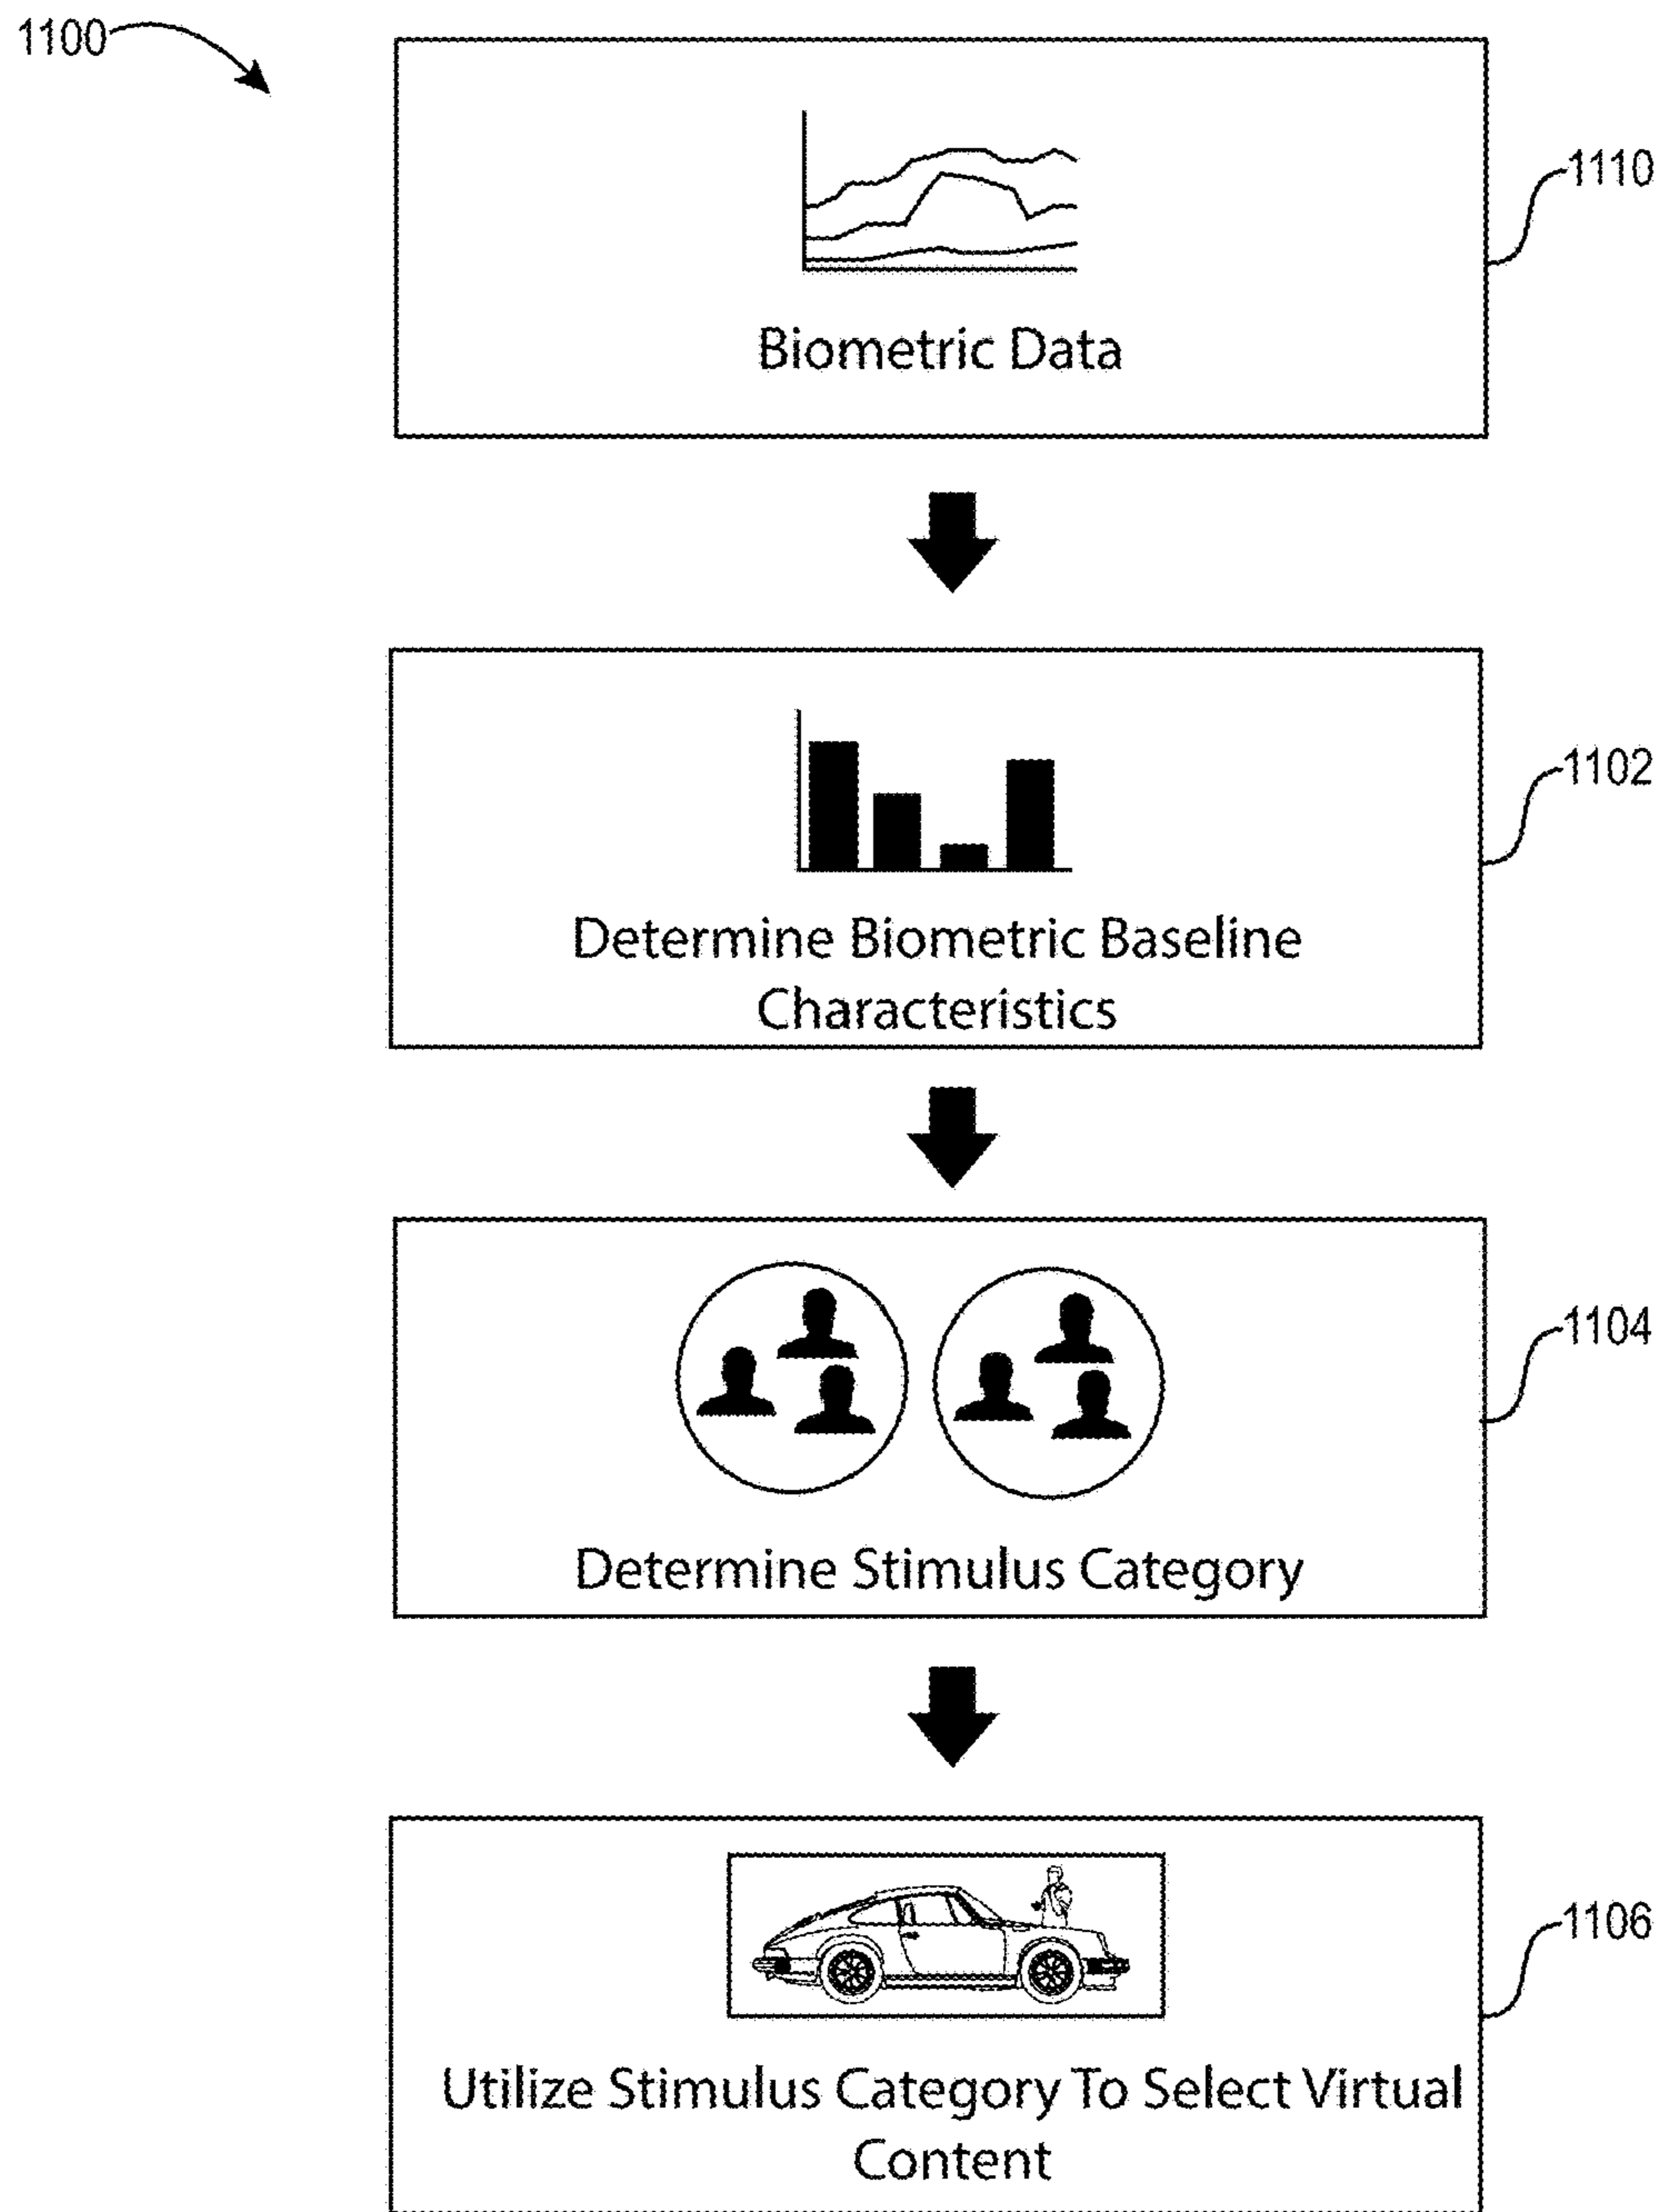 1100
1110
Biometric Data
1102
Determine Biometric Baseline
Characteristics
1104
Determine Stimulus Category
1106
Utilize Stimulus Category To Select Virtual
Content